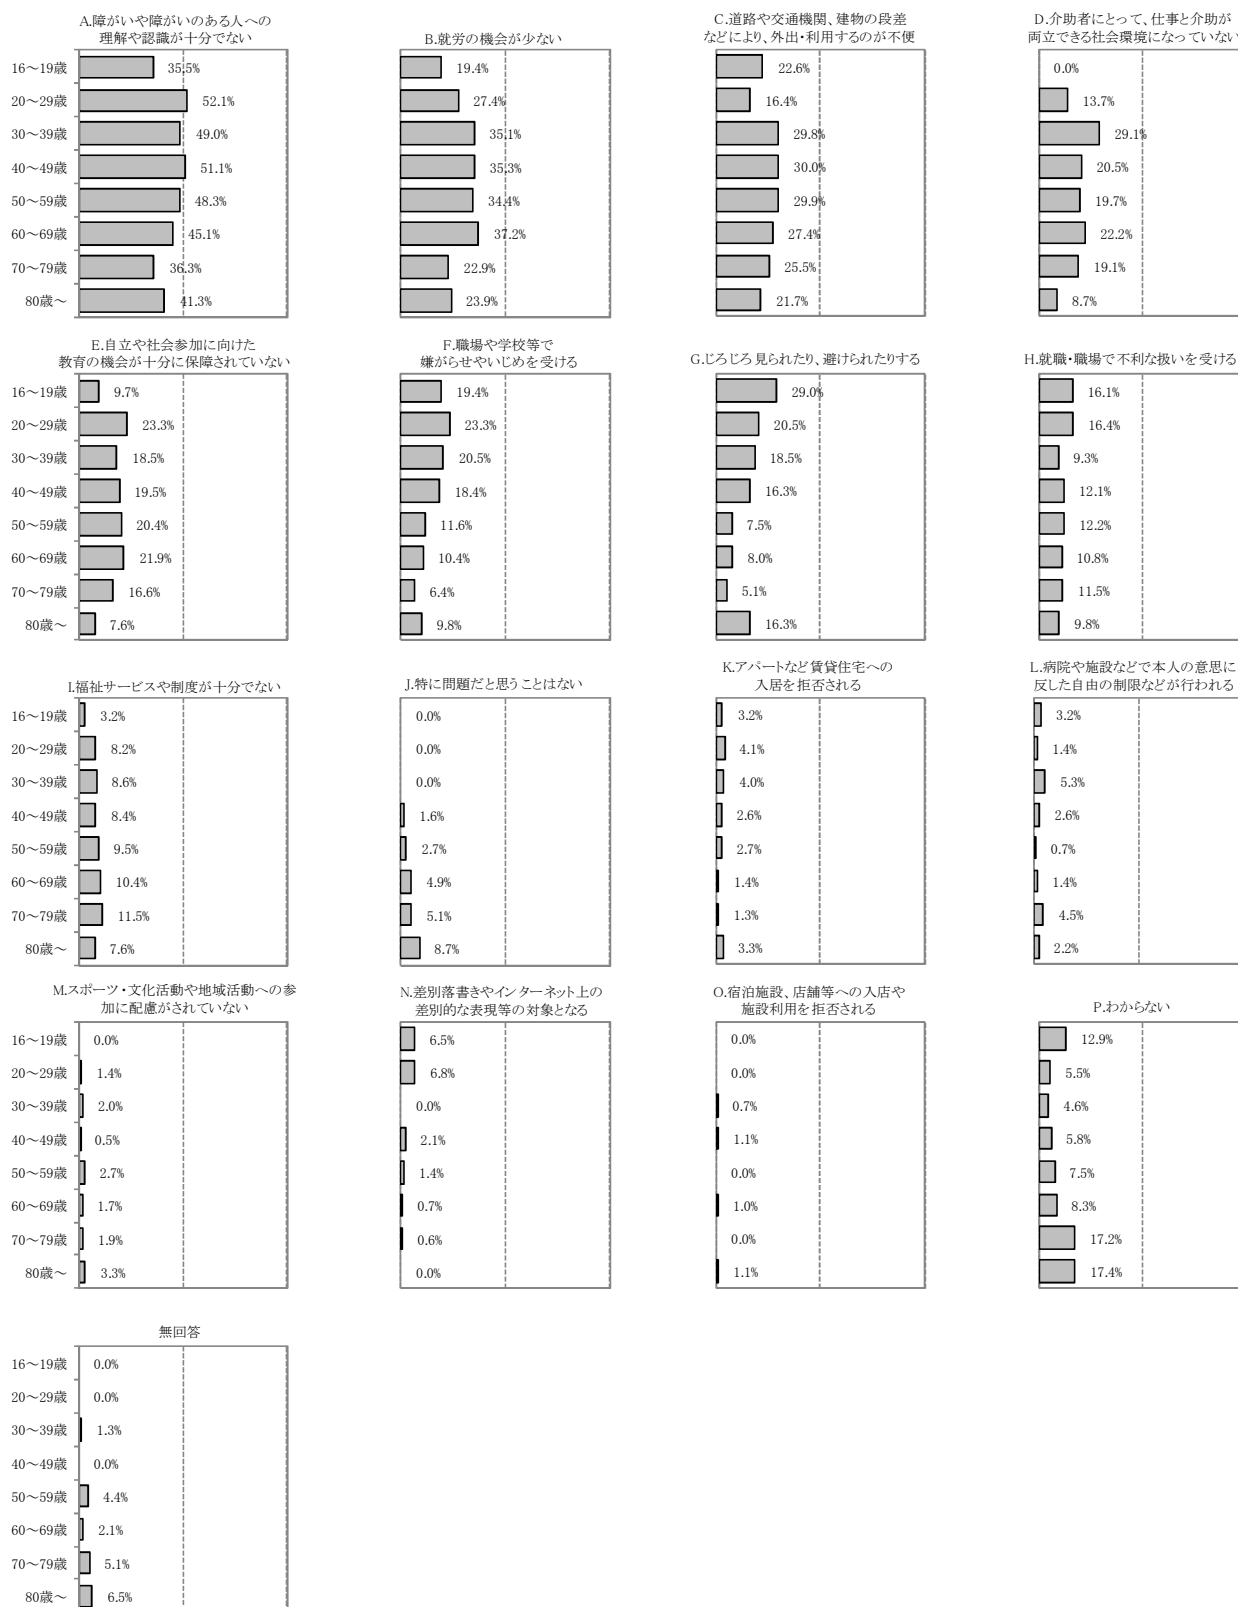 A.障がいや障がいのある人への
理解や認識が十分でない
16～19歳 35.5%
20～29歳 52.1%
30～39歳 49.0%
40～49歳 51.1%
50～59歳 48.3%
60～69歳 45.1%
70～79歳 36.3%
80歳～ 41.3%
B.就労の機会が少ない
19.4%
27.4%
35.1%
35.3%
34.4%
37.2%
22.9%
23.9%
C.道路や交通機関、建物の段差
などにより、外出・利用するのが不便
22.6%
16.4%
29.8%
30.0%
29.9%
27.4%
25.5%
21.7%
D.介助者にとって、仕事と介助が
両立できる社会環境になっていない
0.0%
13.7%
29.1%
20.5%
19.7%
22.2%
19.1%
8.7%
E.自立や社会参加に向けた
教育の機会が十分に保障されていない
16～19歳 9.7%
20～29歳 23.3%
30～39歳 18.5%
40～49歳 19.5%
50～59歳 20.4%
60～69歳 21.9%
70～79歳 16.6%
80歳～ 7.6%
F.職場や学校等で
嫌がらせやいじめを受ける
19.4%
23.3%
20.5%
18.4%
11.6%
10.4%
6.4%
9.8%
G.じろじろ見られたり、避けられたりする
29.0%
20.5%
18.5%
16.3%
7.5%
8.0%
5.1%
16.3%
H.就職・職場で不利な扱いを受ける
16.1%
16.4%
9.3%
12.1%
12.2%
10.8%
11.5%
9.8%
I.福祉サービスや制度が十分でない
16～19歳 3.2%
20～29歳 8.2%
30～39歳 8.6%
40～49歳 8.4%
50～59歳 9.5%
60～69歳 10.4%
70～79歳 11.5%
80歳～ 7.6%
J.特に問題だと思うことはない
0.0%
0.0%
0.0%
1.6%
2.7%
4.9%
5.1%
8.7%
K.アパートなど賃貸住宅への
入居を拒否される
3.2%
4.1%
4.0%
2.6%
2.7%
1.4%
1.3%
3.3%
L.病院や施設などで本人の意思に
反した自由の制限などが行われる
3.2%
1.4%
5.3%
2.6%
0.7%
1.4%
4.5%
2.2%
M.スポーツ・文化活動や地域活動への参
加に配慮がされていない
16～19歳 0.0%
20～29歳 1.4%
30～39歳 2.0%
40～49歳 0.5%
50～59歳 2.7%
60～69歳 1.7%
70～79歳 1.9%
80歳～ 3.3%
N.差別落書きやインターネット上の
差別的な表現等の対象となる
6.5%
6.8%
0.0%
2.1%
1.4%
0.7%
0.6%
0.0%
O.宿泊施設、店舗等への入店や
施設利用を拒否される
0.0%
0.0%
0.7%
1.1%
0.0%
1.0%
0.0%
1.1%
P.わからない
12.9%
5.5%
4.6%
5.8%
7.5%
8.3%
17.2%
17.4%
無回答
16～19歳 0.0%
20～29歳 0.0%
30～39歳 1.3%
40～49歳 0.0%
50～59歳 4.4%
60～69歳 2.1%
70～79歳 5.1%
80歳～ 6.5%